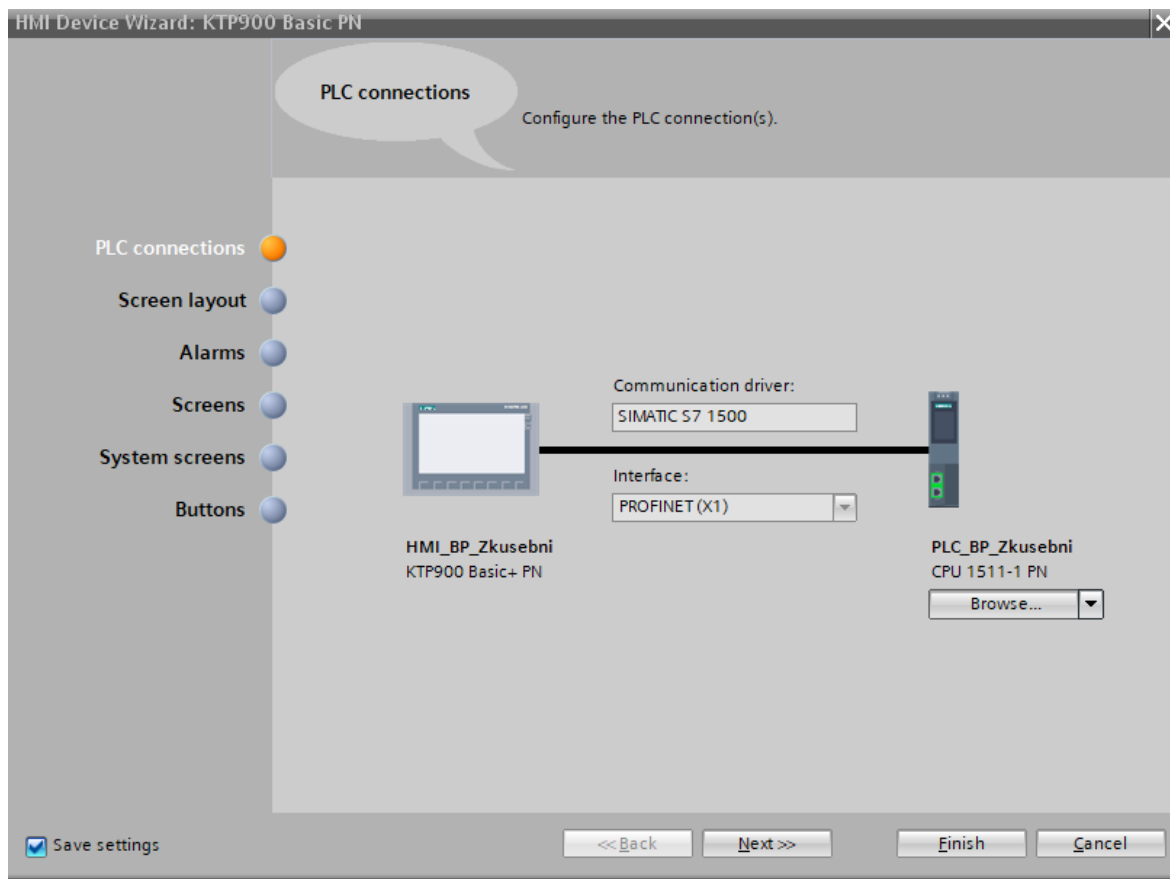 HMI Device Wizard: KTP900 Basic PN
PLC connections
Configure the PLC connection(s).
PLC connections
Screen layout
Alarms
Screens
System screens
Buttons
Communication driver:
SIMATIC S7 1500
Interface:
PROFINET (X1)
HMI_BP_Zkusebni
KTP900 Basic+ PN
PLC_BP_Zkusebni
CPU 1511-1 PN
Browse...
Save settings
<<Back
Next>>
Finish
Cancel